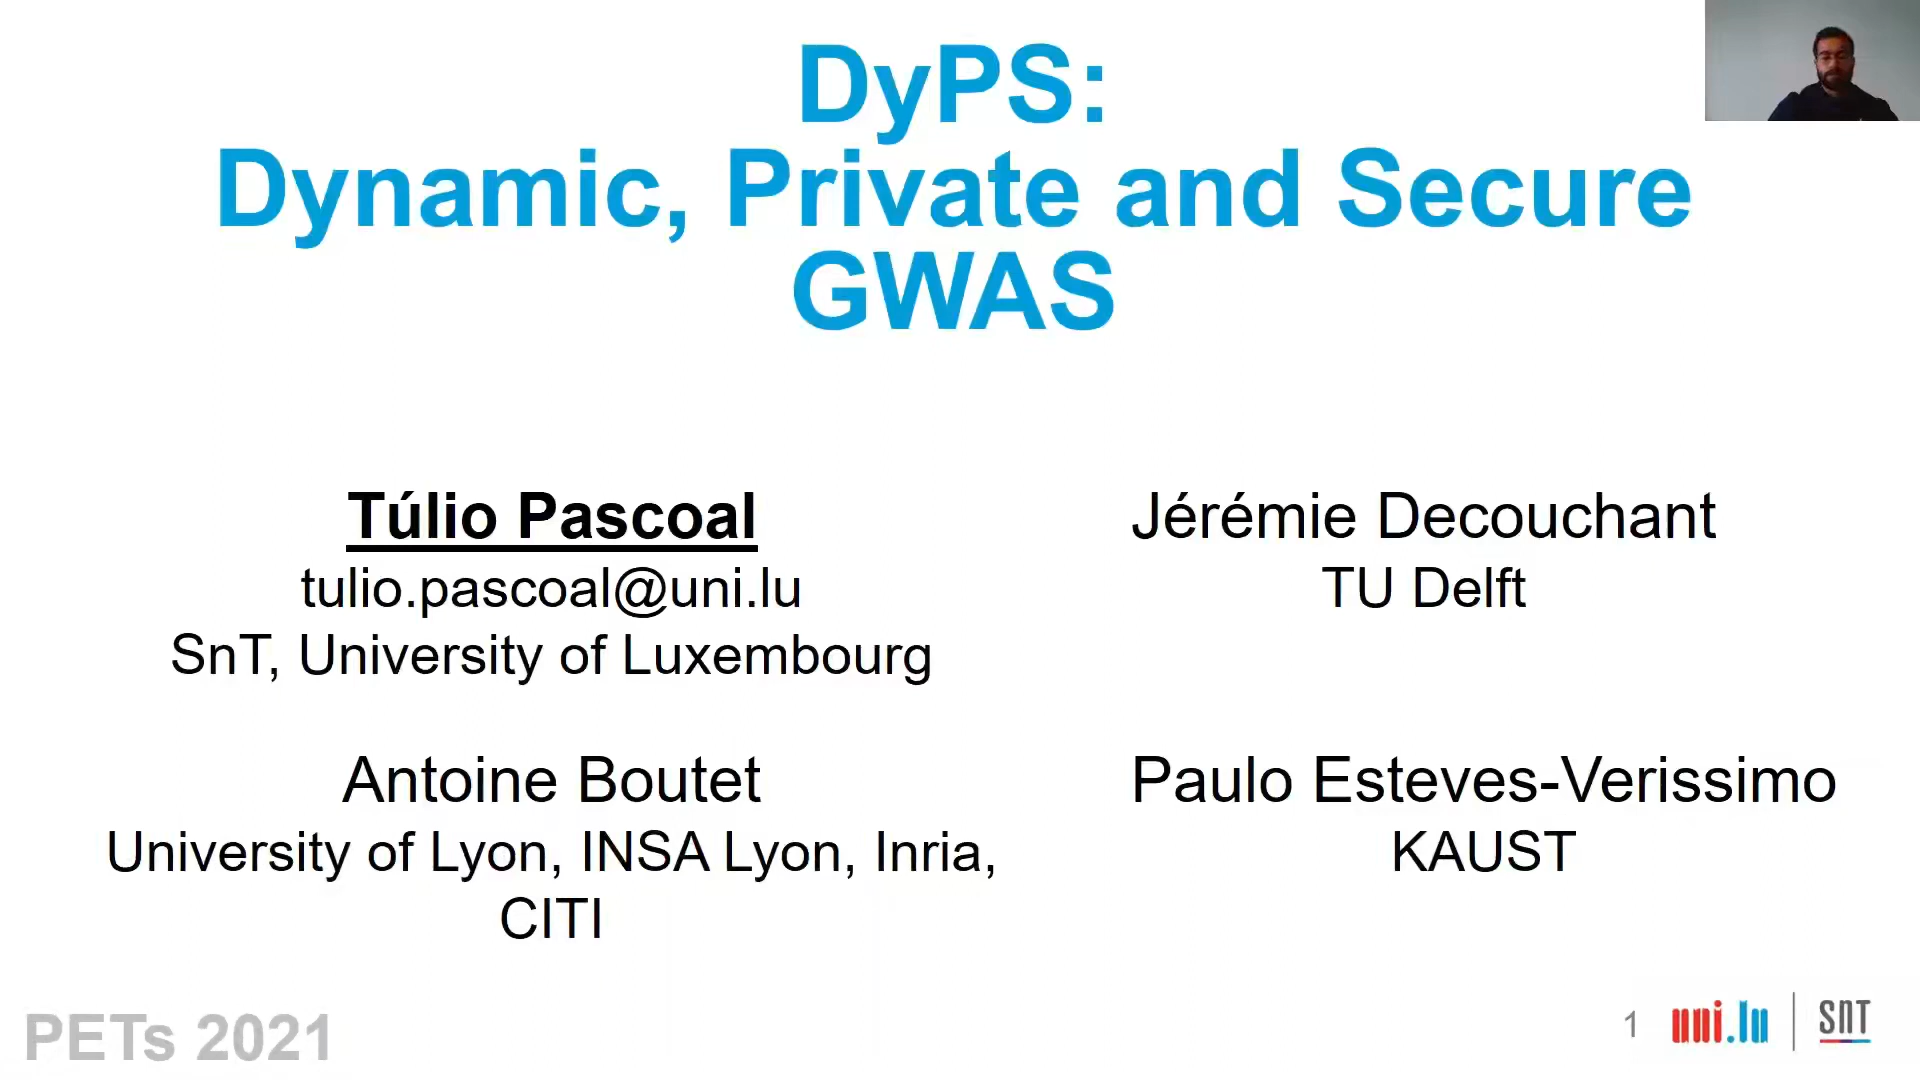 DyPS:
Dynamic, Private and Secure
GWAS
Túlio Pascoal
tulio.pascoal@uni.lu
SnT, University of Luxembourg
Jérémie Decouchant
TU Delft
Antoine Boutet
University of Lyon, INSA Lyon, Inria,
CITI
Paulo Esteves-Verissimo
KAUST
PETs 2021
1
uni.lu
SNT